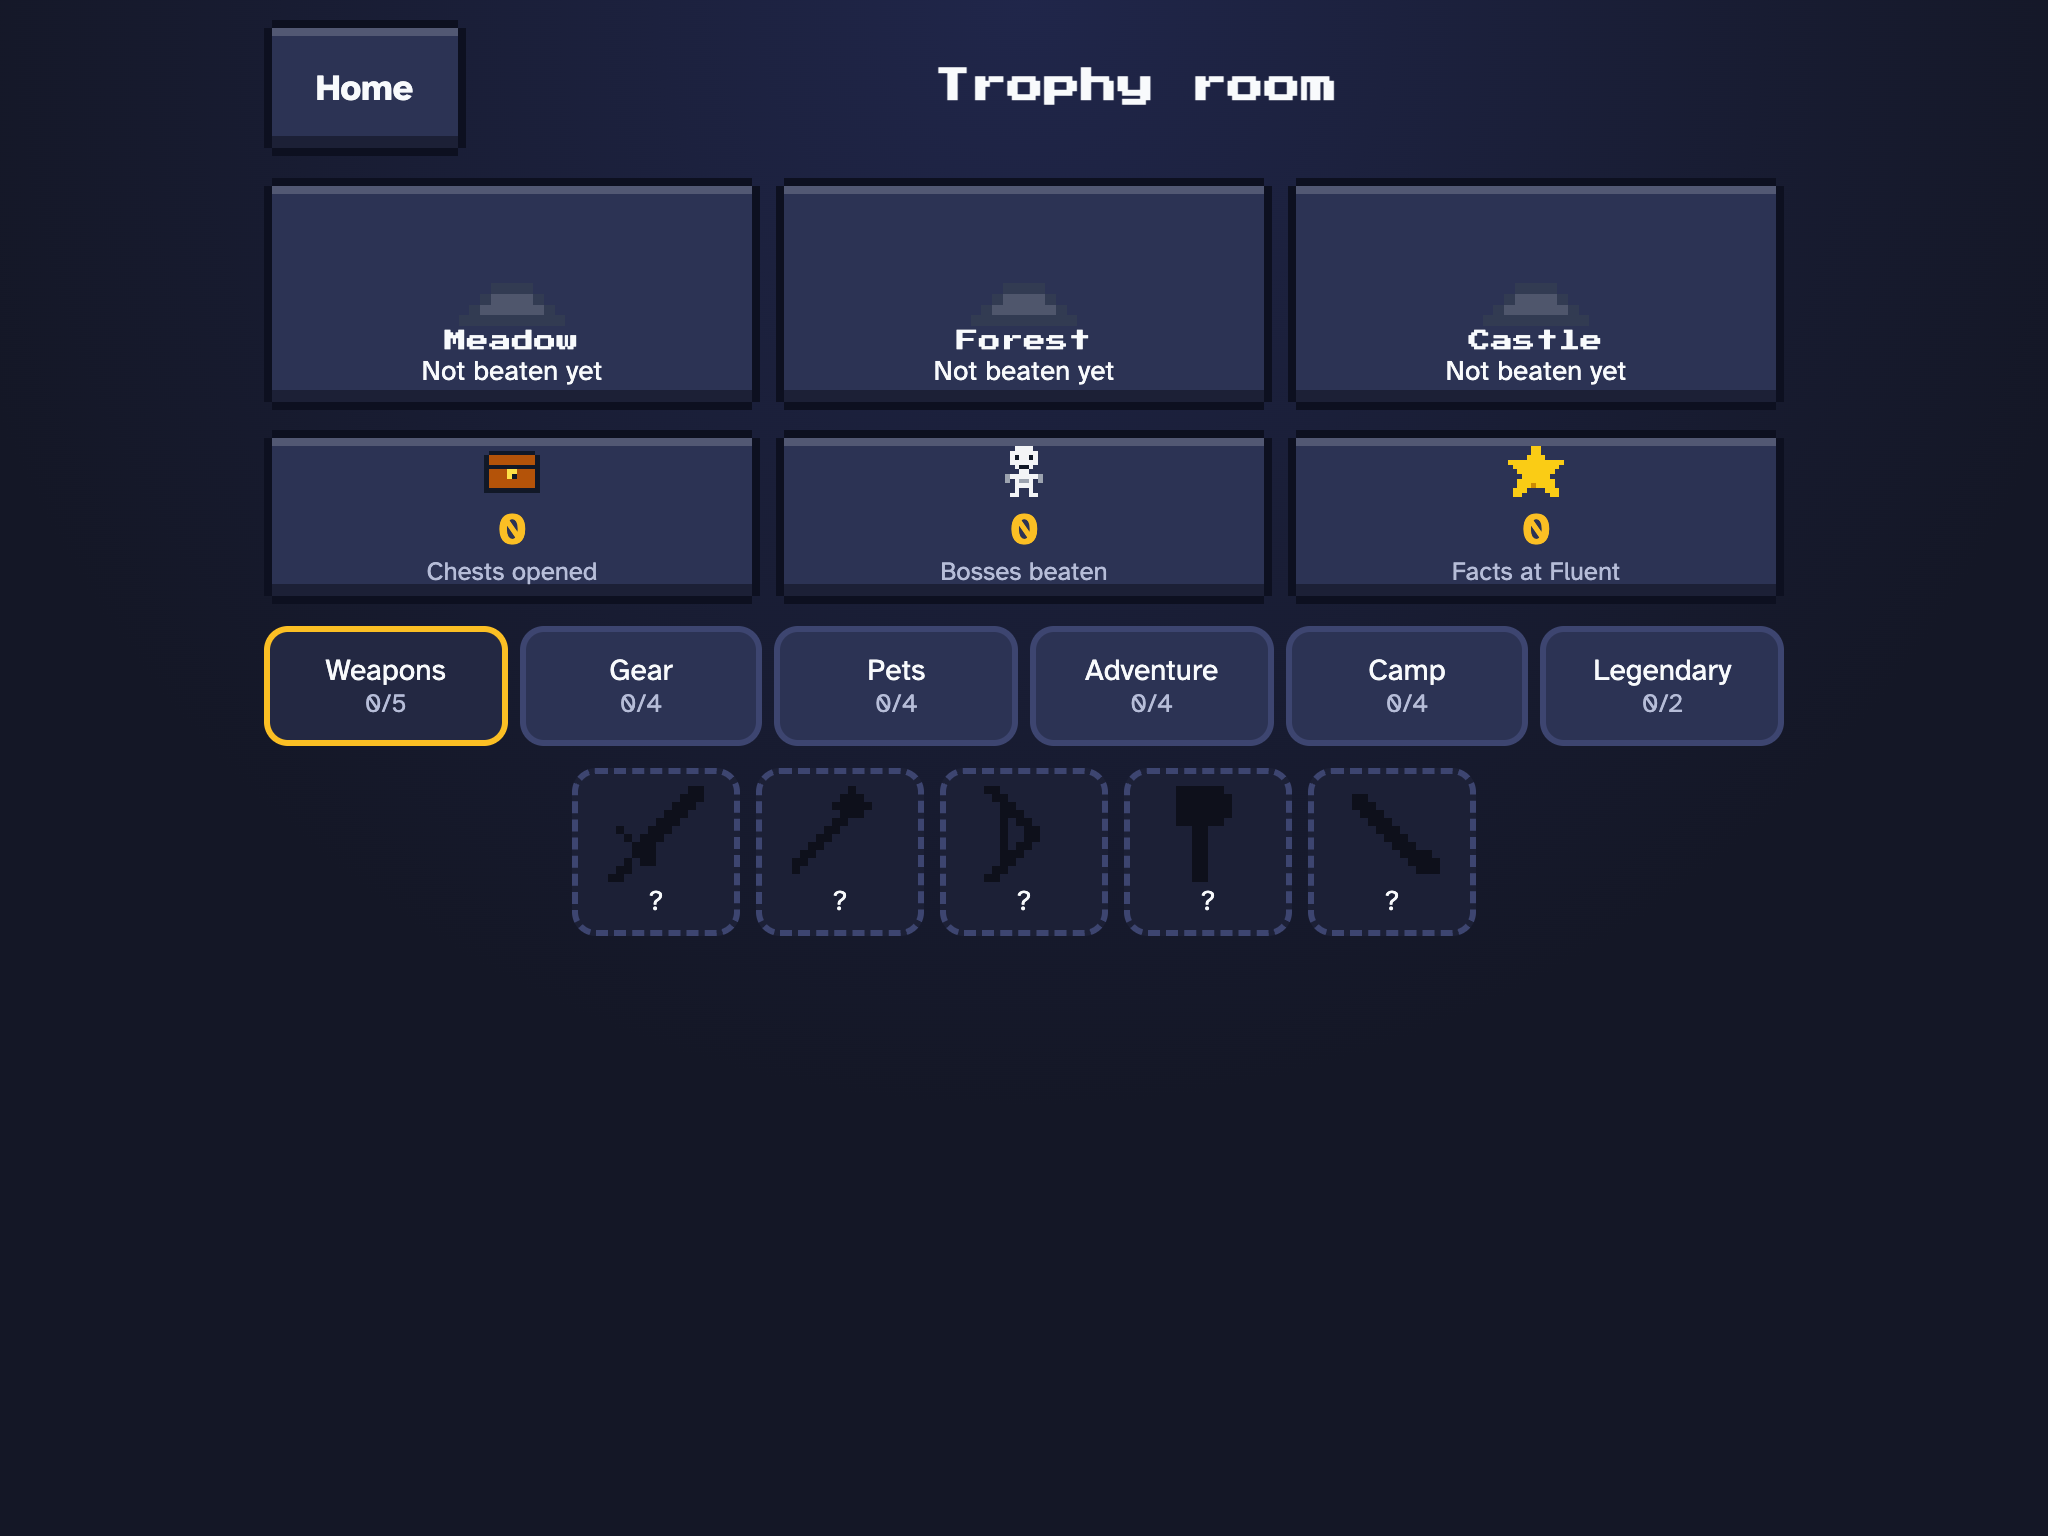 Home
Trophy room
Meadow
Not beaten yet
Forest
Not beaten yet
Castle
Not beaten yet
0
Chests opened
0
Bosses beaten
0
Facts at Fluent
Weapons
0/5
Gear
0/4
Pets
0/4
Adventure
0/4
Camp
0/4
Legendary
0/2
?
?
?
?
?